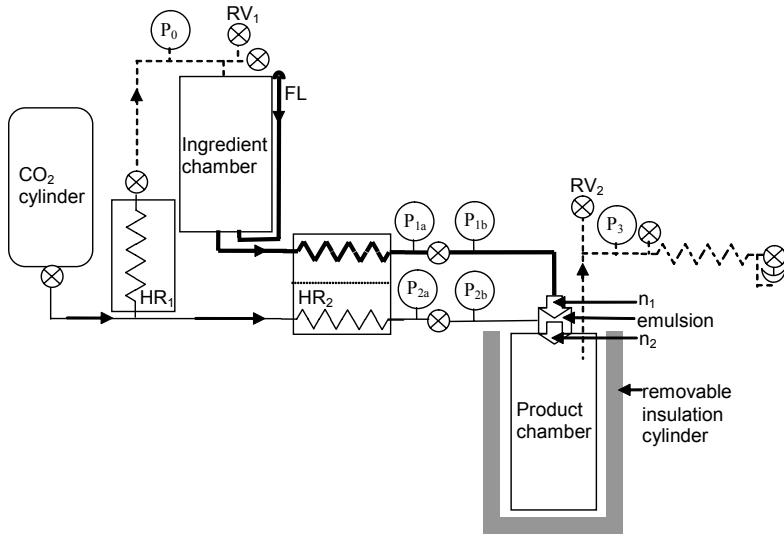 P0
RV1
FL
Ingredient
chamber
CO2
cylinder
HR1
P1a
P1b
RV2
P3
HR2
P2a
P2b
n1
emulsion
n2
Product
chamber
removable
insulation
cylinder